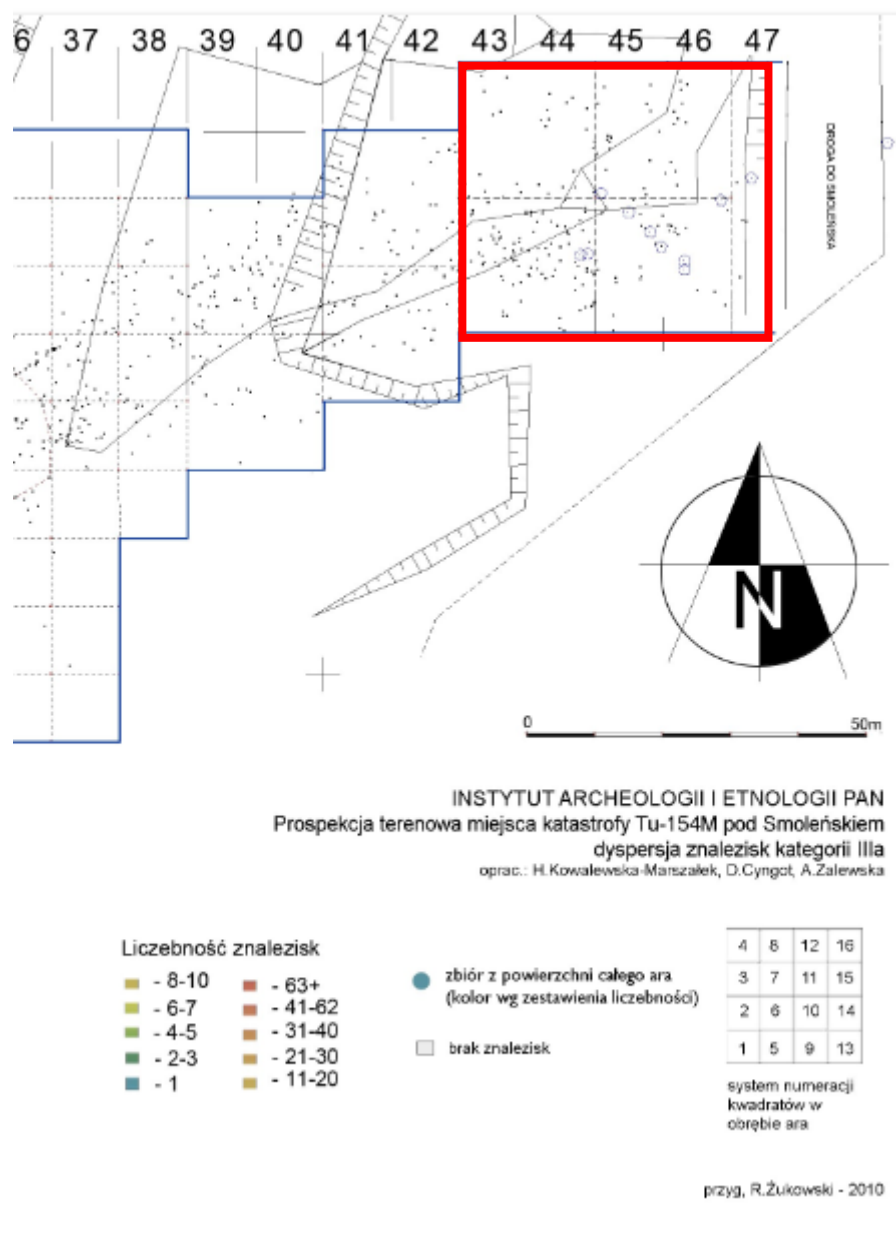 6 37 38 39 40 41 42 43 44 45 46 47
DROGA DO SMOLEŃSKA
N
0 50m
INSTYTUT ARCHEOLOGII I ETNOLOGII PAN
Prospekcja terenowa miejsca katastrofy Tu-154M pod Smoleńskiem
dyspersja znalezisk kategorii IIIa
oprac.: H.Kowalewska-Marszałek, D.Cyngot, A.Zalewska
Liczebność znalezisk
- 8-10
- 6-7
- 4-5
- 2-3
- 1
- 63+
- 41-62
- 31-40
- 21-30
- 11-20
zbiór z powierzchni całego ara
(kolor wg zestawienia liczebności)
brak znalezisk
4 8 12 16
3 7 11 15
2 6 10 14
1 5 9 13
system numeracji
kwadratów w
obrębie ara
przyg, R.Żukowski - 2010